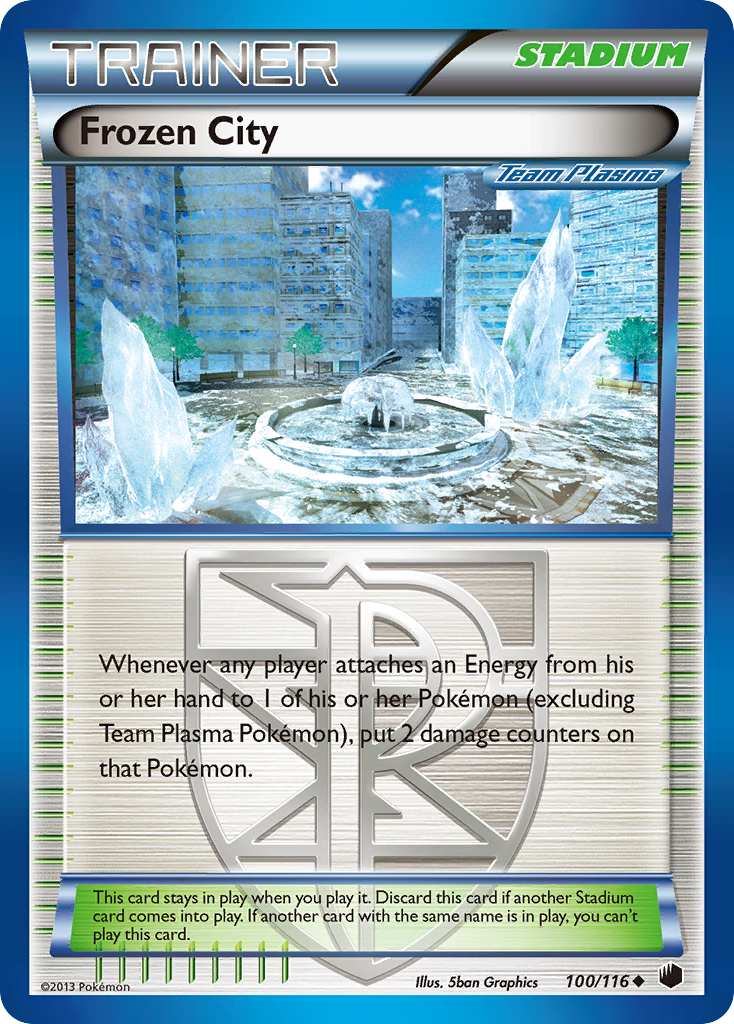 TRAINER
STADIUM
Frozen City
Team Plasma
Whenever any player attaches an Energy from his
or her hand to 1 of his or her Pokémon (excluding
Team Plasma Pokémon), put 2 damage counters on
that Pokémon.
This card stays in play when you play it. Discard this card if another Stadium
card comes into play. If another card with the same name is in play, you can't
play this card.
©2013 Pokémon
Illus. 5ban Graphics
100/116